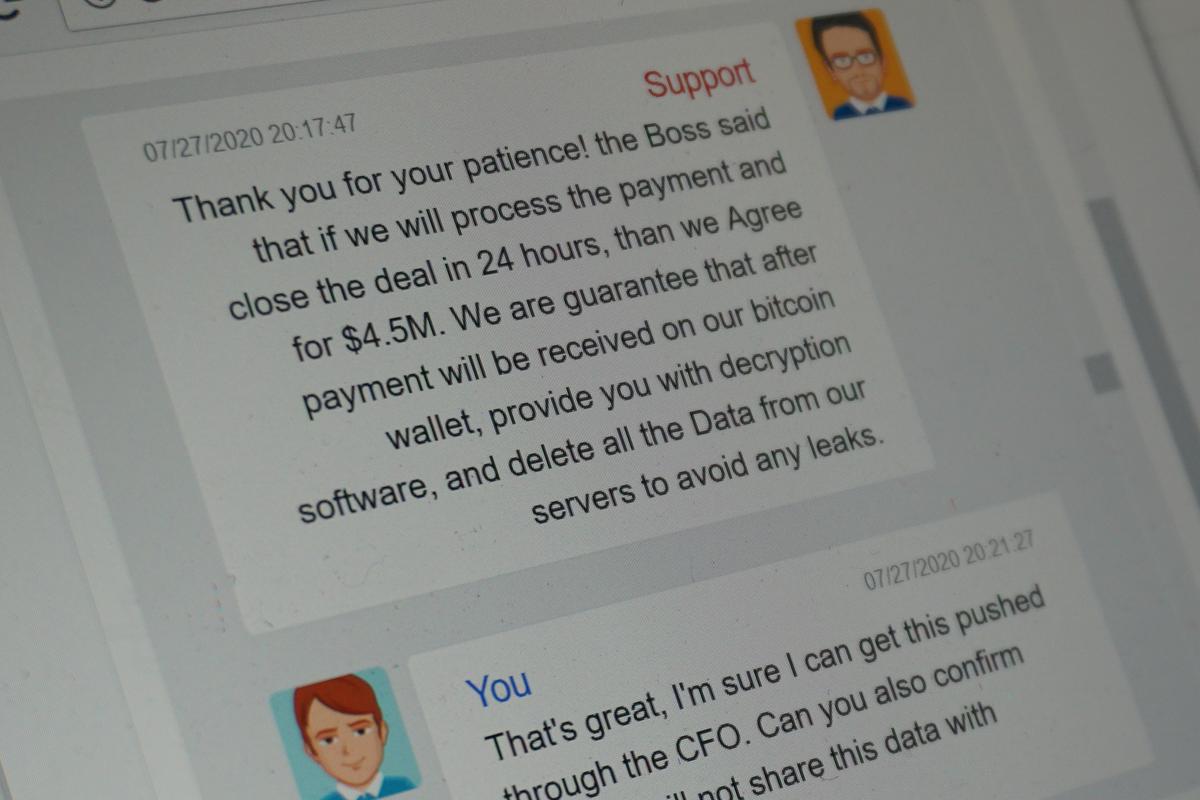 Support
07/27/2020 20:17:47
Thank you for your patience! the Boss said
that if we will process the payment and
close the deal in 24 hours, than we Agree
for $4.5M. We are guarantee that after
payment will be received on our bitcoin
wallet, provide you with decryption
software, and delete all the Data from our
servers to avoid any leaks.
07/27/2020 20:21:27
You
That's great, I'm sure I can get this pushed
through the CFO. Can you also confirm
not share this data with